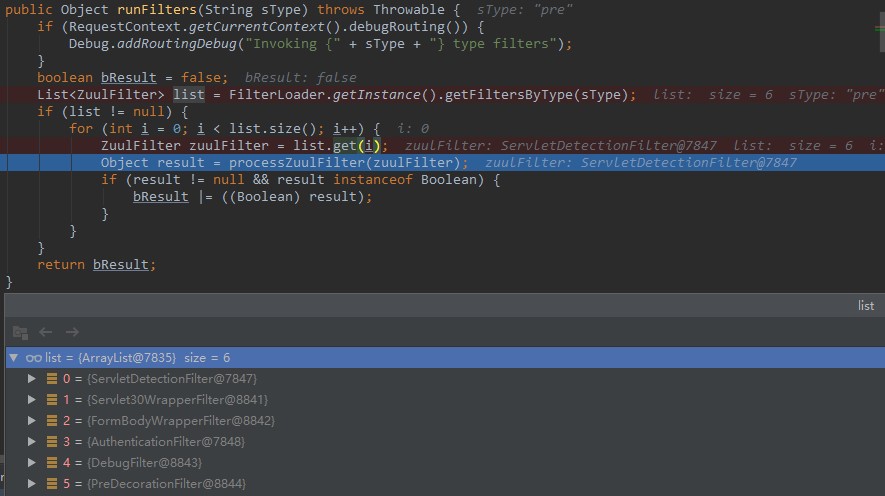 public Object runFilters(String sType) throws Throwable {  sType: "pre"
    if (RequestContext.getCurrentContext().debugRouting()) {
        Debug.addRoutingDebug("Invoking {" + sType + "} type filters");
    }
    boolean bResult = false;  bResult: false
    List<ZuulFilter> list = FilterLoader.getInstance().getFiltersByType(sType);  list:  size = 6  sType: "pre"
    if (list != null) {
        for (int i = 0; i < list.size(); i++) {  i: 0
            ZuulFilter zuulFilter = list.get(i);  zuulFilter: ServletDetectionFilter@7847  list:  size = 6  i:
            Object result = processZuulFilter(zuulFilter);  zuulFilter: ServletDetectionFilter@7847
            if (result != null && result instanceof Boolean) {
                bResult |= ((Boolean) result);
            }
        }
    }
    return bResult;
}
list
list = {ArrayList@7835}  size = 6
0 = {ServletDetectionFilter@7847}
1 = {Servlet30WrapperFilter@8841}
2 = {FormBodyWrapperFilter@8842}
3 = {AuthenticationFilter@7848}
4 = {DebugFilter@8843}
5 = {PreDecorationFilter@8844}